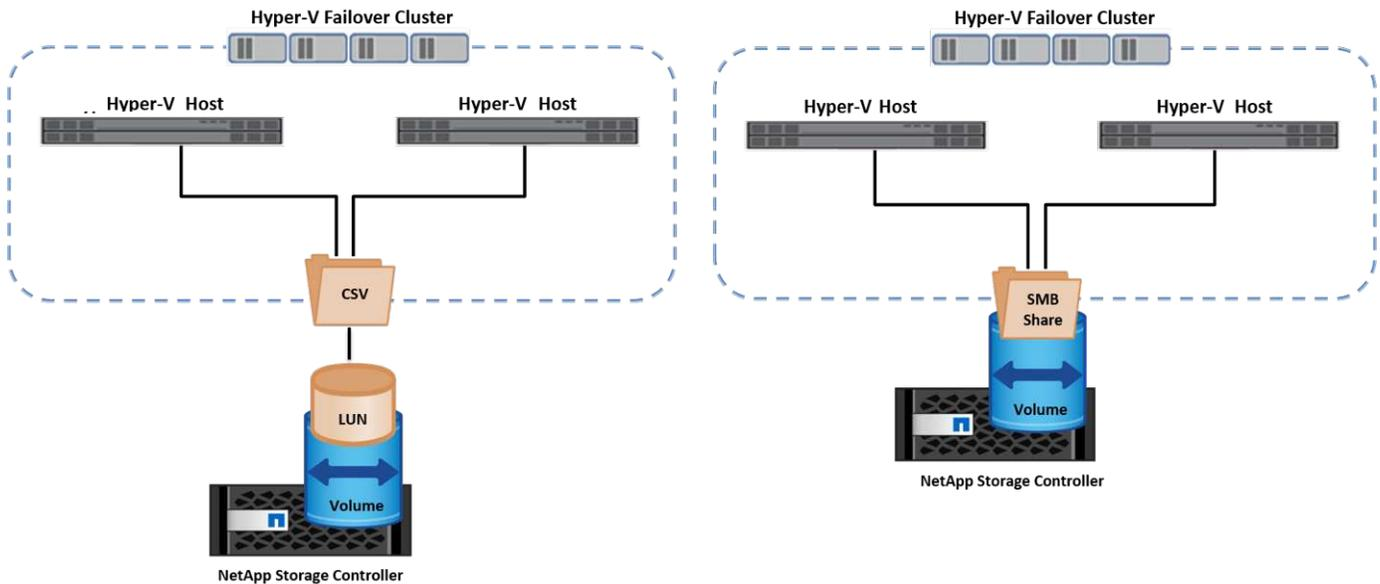 Hyper-V Failover Cluster
Hyper-V Host
Hyper-V Host
CSV
LUN
Volume
NetApp Storage Controller
Hyper-V Failover Cluster
Hyper-V Host
Hyper-V Host
SMB
Share
Volume
NetApp Storage Controller